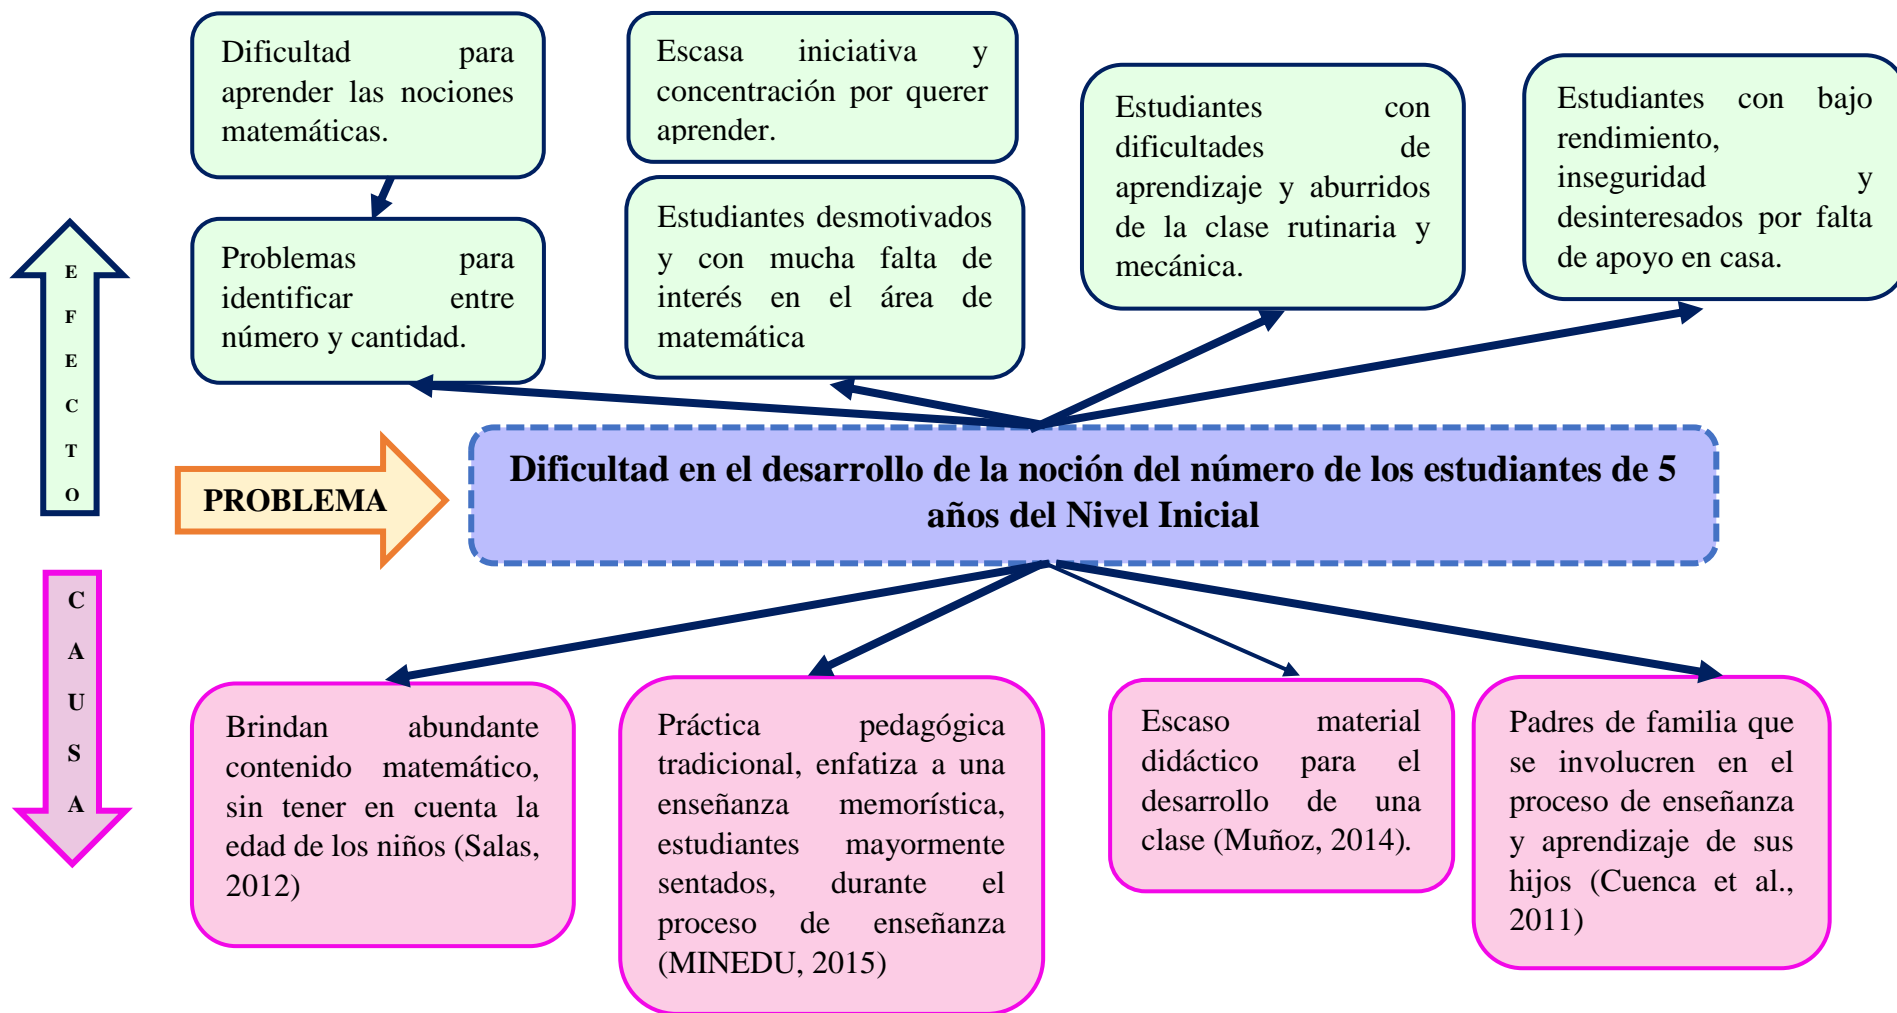 Dificultad para
aprender las nociones
matemáticas.
Escasa iniciativa y
concentración por querer
aprender.
Estudiantes con
dificultades de
aprendizaje y aburridos
de la clase rutinaria y
mecánica.
Estudiantes con bajo
rendimiento,
inseguridad y
desinteresados por falta
de apoyo en casa.
Problemas para
identificar entre
número y cantidad.
Estudiantes desmotivados
y con mucha falta de
interés en el área de
matemática
E
F
E
C
T
O
PROBLEMA
Dificultad en el desarrollo de la noción del número de los estudiantes de 5
años del Nivel Inicial
C
A
U
S
A
Brindan abundante
contenido matemático,
sin tener en cuenta la
edad de los niños (Salas,
2012)
Práctica pedagógica
tradicional, enfatiza a una
enseñanza memorística,
estudiantes mayormente
sentados, durante el
proceso de enseñanza
(MINEDU, 2015)
Escaso material
didáctico para el
desarrollo de una
clase (Muñoz, 2014).
Padres de familia que
se involucren en el
proceso de enseñanza
y aprendizaje de sus
hijos (Cuenca et al.,
2011)